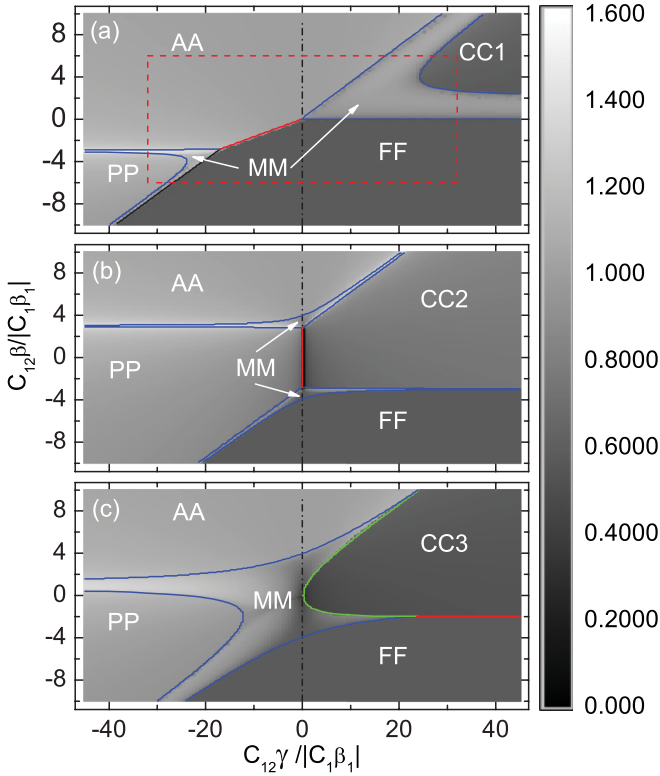 (a)
AA
CC1
MM
PP
FF
8
4
0
-4
-8
(b)
AA
CC2
MM
PP
FF
8
4
0
-4
-8
(c)
AA
CC3
MM
PP
FF
8
4
0
-4
-8
-40
-20
0
20
40
C₁₂β/|C₁β₁|
C₁₂γ /|C₁β₁|
1.600
1.400
1.200
1.000
0.8000
0.6000
0.4000
0.2000
0.000